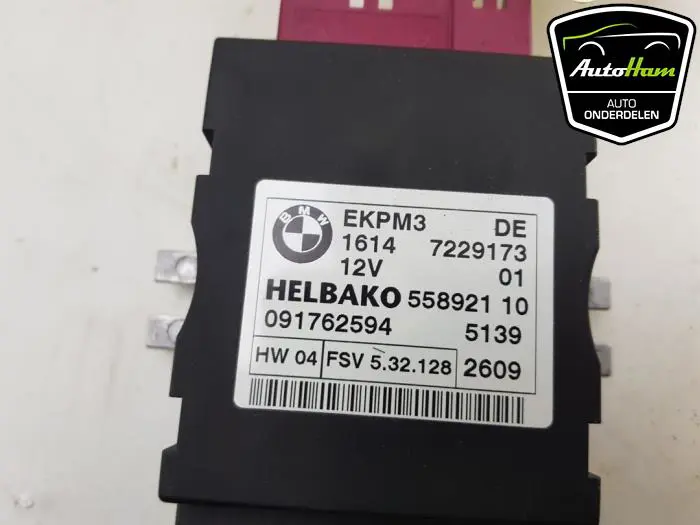 AutoHam
AUTO
ONDERDELEN
BMW
EKPM3 DE
1614 7229173
12V 01
HELBAKO 558921 10
091762594 5139
HW 04 FSV 5.32.128 2609